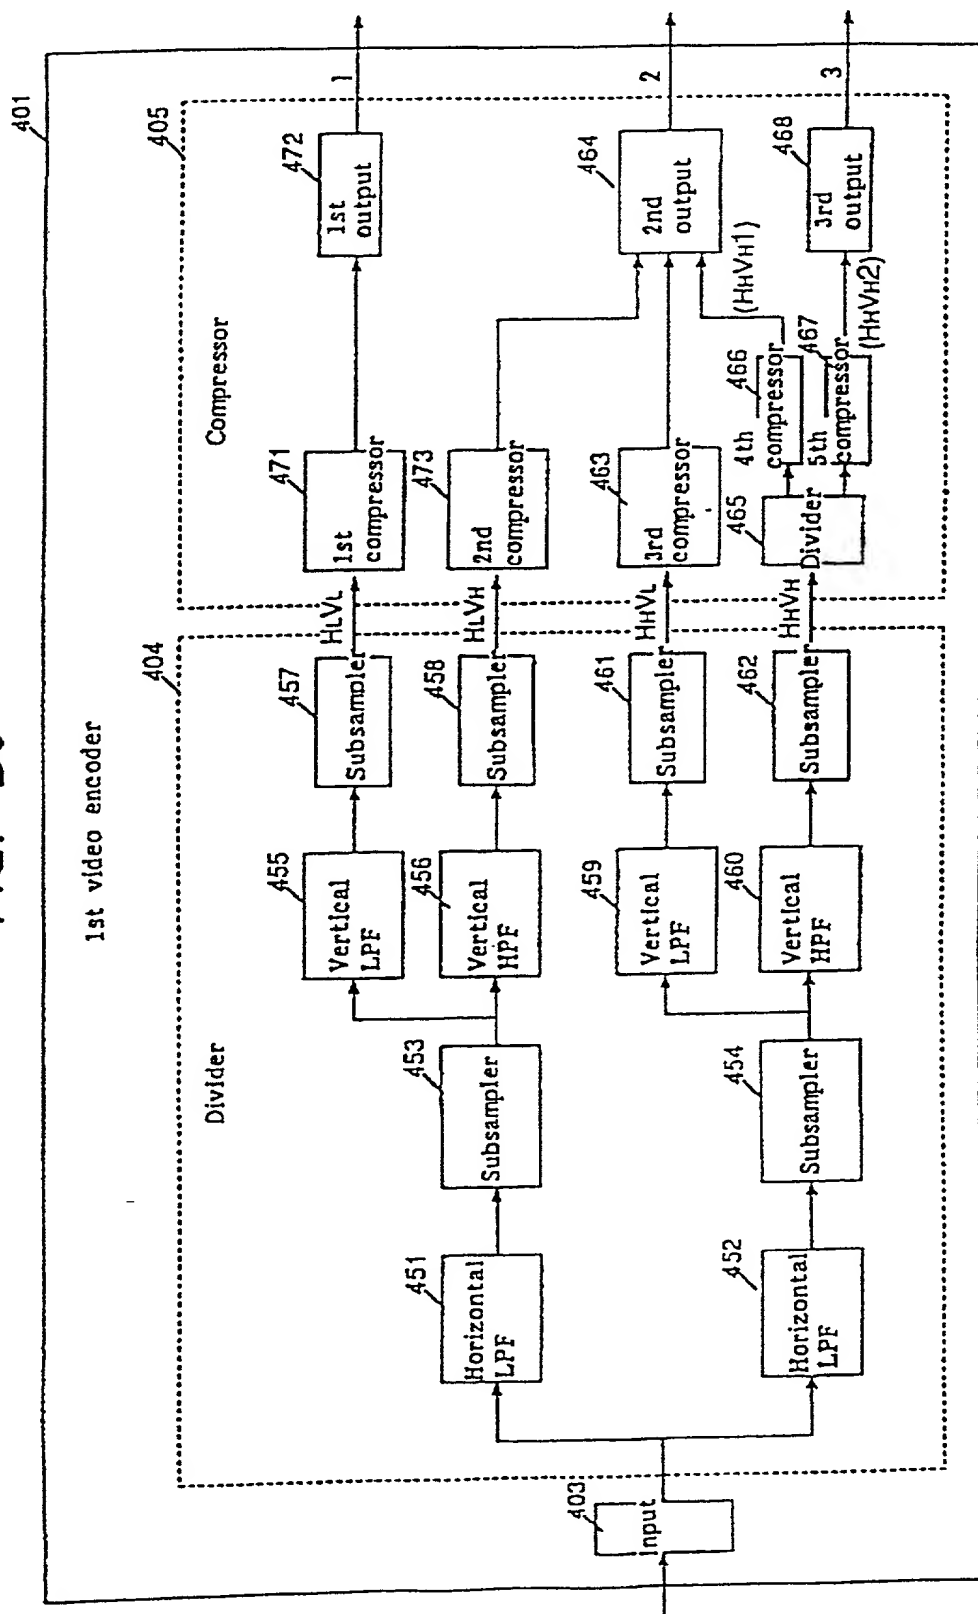 401
1st video encoder
404
Divider
405
Compressor
403
Input
451
Horizontal
LPF
453
Subsampler
455
Vertical
LPF
457
Subsampler
HLVL
471
1st
compressor
472
1st
output
1
456
Vertical
HPF
458
Subsampler
HLVH
473
2nd
compressor
452
Horizontal
LPF
454
Subsampler
459
Vertical
LPF
461
Subsampler
HHVL
463
3rd
compressor
464
2nd
output
2
460
Vertical
HPF
462
Subsampler
HHVH
465
Divider
466
4th
compressor
(HHVH1)
467
5th
compressor
(HHVH2)
468
3rd
output
3